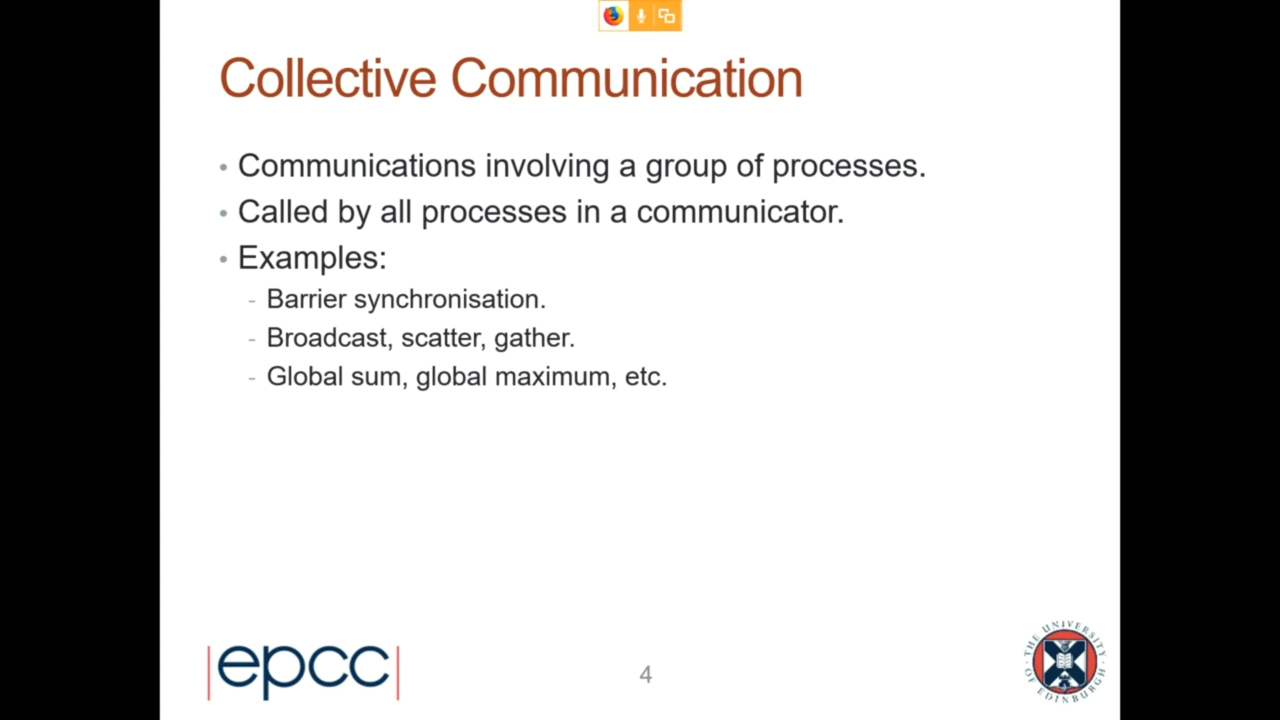 Collective Communication
• Communications involving a group of processes.
• Called by all processes in a communicator.
• Examples:
- Barrier synchronisation.
- Broadcast, scatter, gather.
- Global sum, global maximum, etc.
|epcc|
4
THE UNIVERSITY OF EDINBURGH